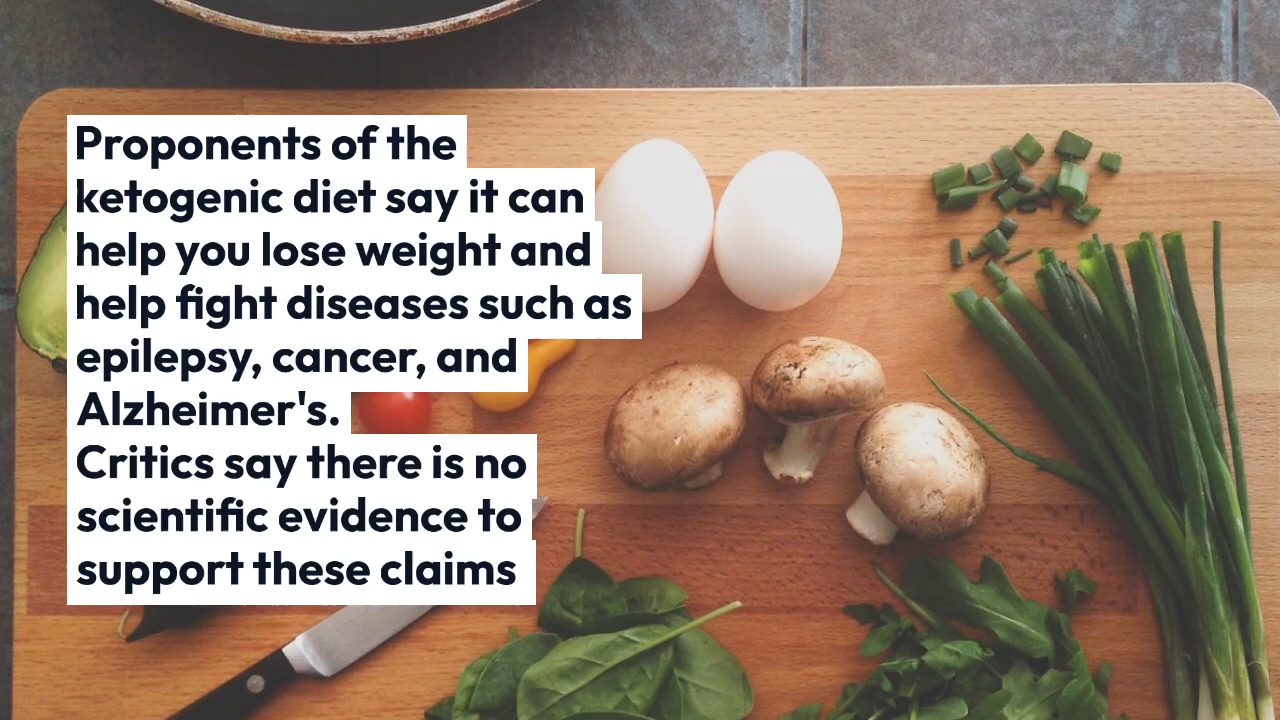 Proponents of the
ketogenic diet say it can
help you lose weight and
help fight diseases such as
epilepsy, cancer, and
Alzheimer's.
Critics say there is no
scientific evidence to
support these claims